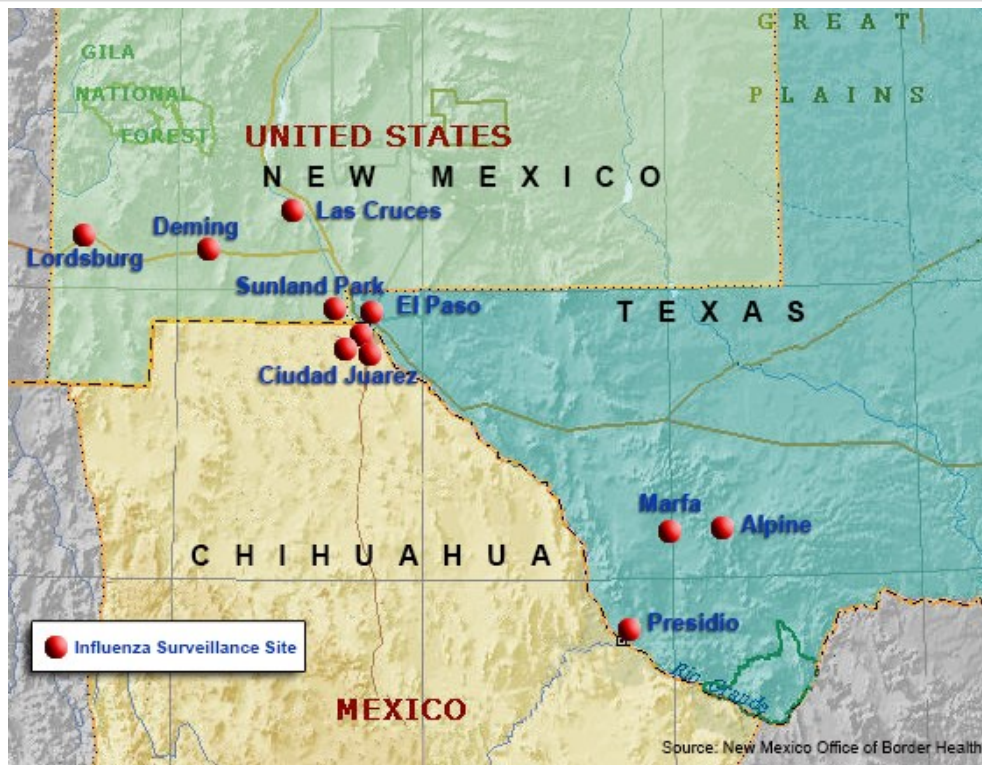 GREAT
PLAINS
GILA
NATIONAL
FOREST
UNITED STATES
NEW MEXICO
Las Cruces
Deming
Lordsburg
Sunland Park
El Paso
TEXAS
Ciudad Juarez
Marfa
Alpine
CHIHUAHUA
Presidio
Influenza Surveillance Site
Rio Grande
MEXICO
Source: New Mexico Office of Border Health